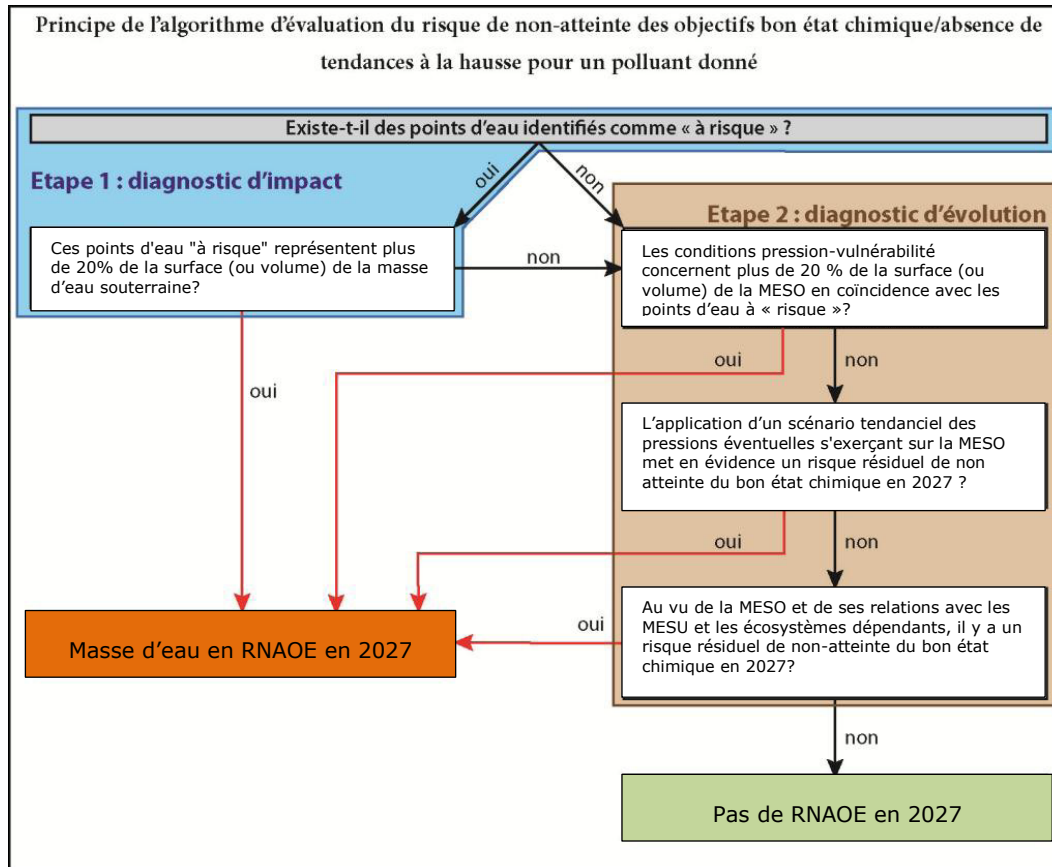 Principe de l'algorithme d'évaluation du risque de non-atteinte des objectifs bon état chimique/absence de
tendances à la hausse pour un polluant donné
Existe-t-il des points d'eau identifiés comme « à risque » ?
oui
non
Etape 1 : diagnostic d'impact
Etape 2 : diagnostic d'évolution
Ces points d'eau "à risque" représentent plus
de 20% de la surface (ou volume) de la masse
d'eau souterraine?
non
Les conditions pression-vulnérabilité
concernent plus de 20 % de la surface (ou
volume) de la MESO en coïncidence avec les
points d'eau à « risque »?
oui
oui
non
L'application d'un scénario tendanciel des
pressions éventuelles s'exerçant sur la MESO
met en évidence un risque résiduel de non
atteinte du bon état chimique en 2027 ?
oui
non
Au vu de la MESO et de ses relations avec les
MESU et les écosystèmes dépendants, il y a un
risque résiduel de non-atteinte du bon état
chimique en 2027?
oui
Masse d'eau en RNAOE en 2027
non
Pas de RNAOE en 2027